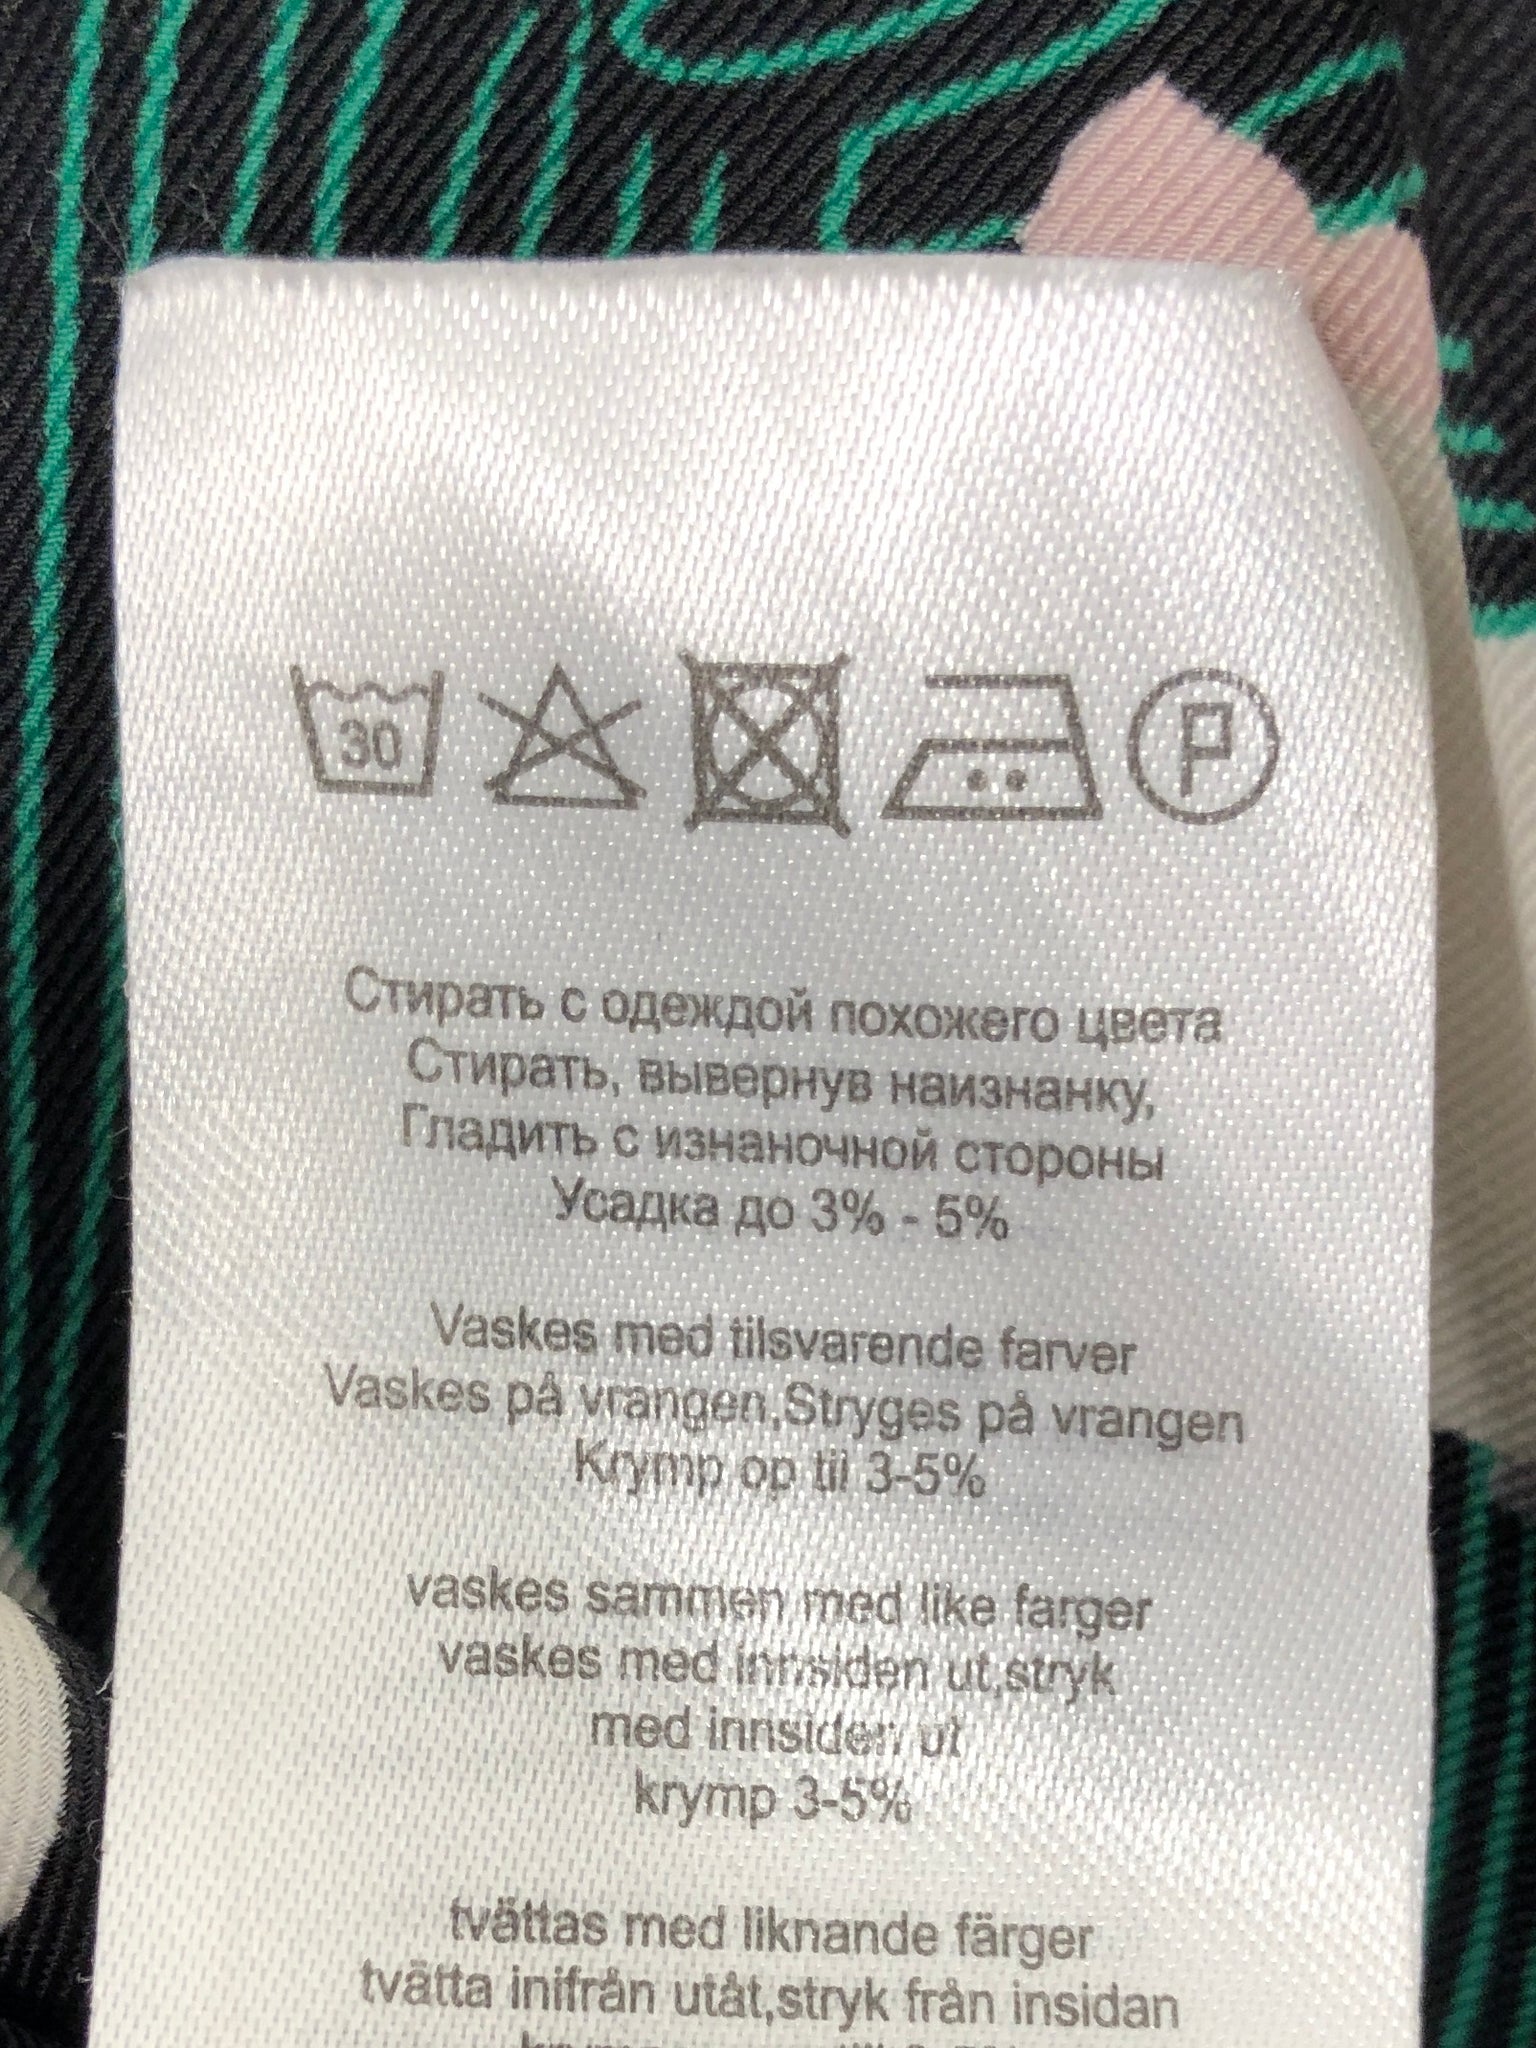 30
P
Стирать с одеждой похожего цвета
Стирать, вывернув наизнанку,
Гладить с изнаночной стороны
Усадка до 3% - 5%
Vaskes med tilsvarende farver
Vaskes på vrangen,Stryges på vrangen
Krymp op til 3-5%
vaskes sammen med like farger
vaskes med innsiden ut,stryk
med innsiden ut
krymp 3-5%
tvättas med liknande färger
tvätta inifrån utåt,stryk från insidan